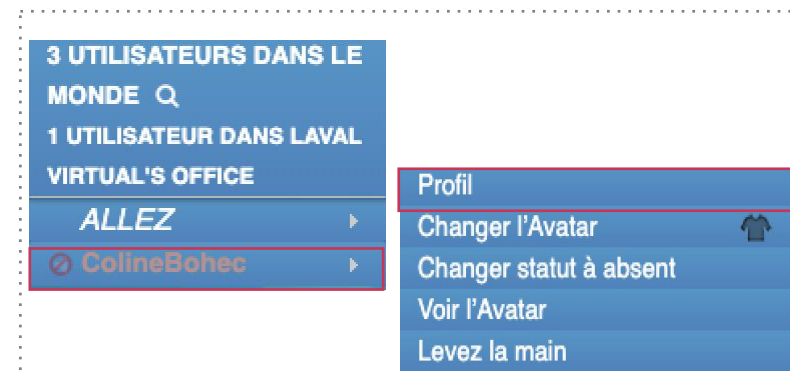 3 UTILISATEURS DANS LE
MONDE
1 UTILISATEUR DANS LAVAL
VIRTUAL'S OFFICE
ALLEZ
ColineBohec
Profil
Changer l'Avatar
Changer statut à absent
Voir l'Avatar
Levez la main